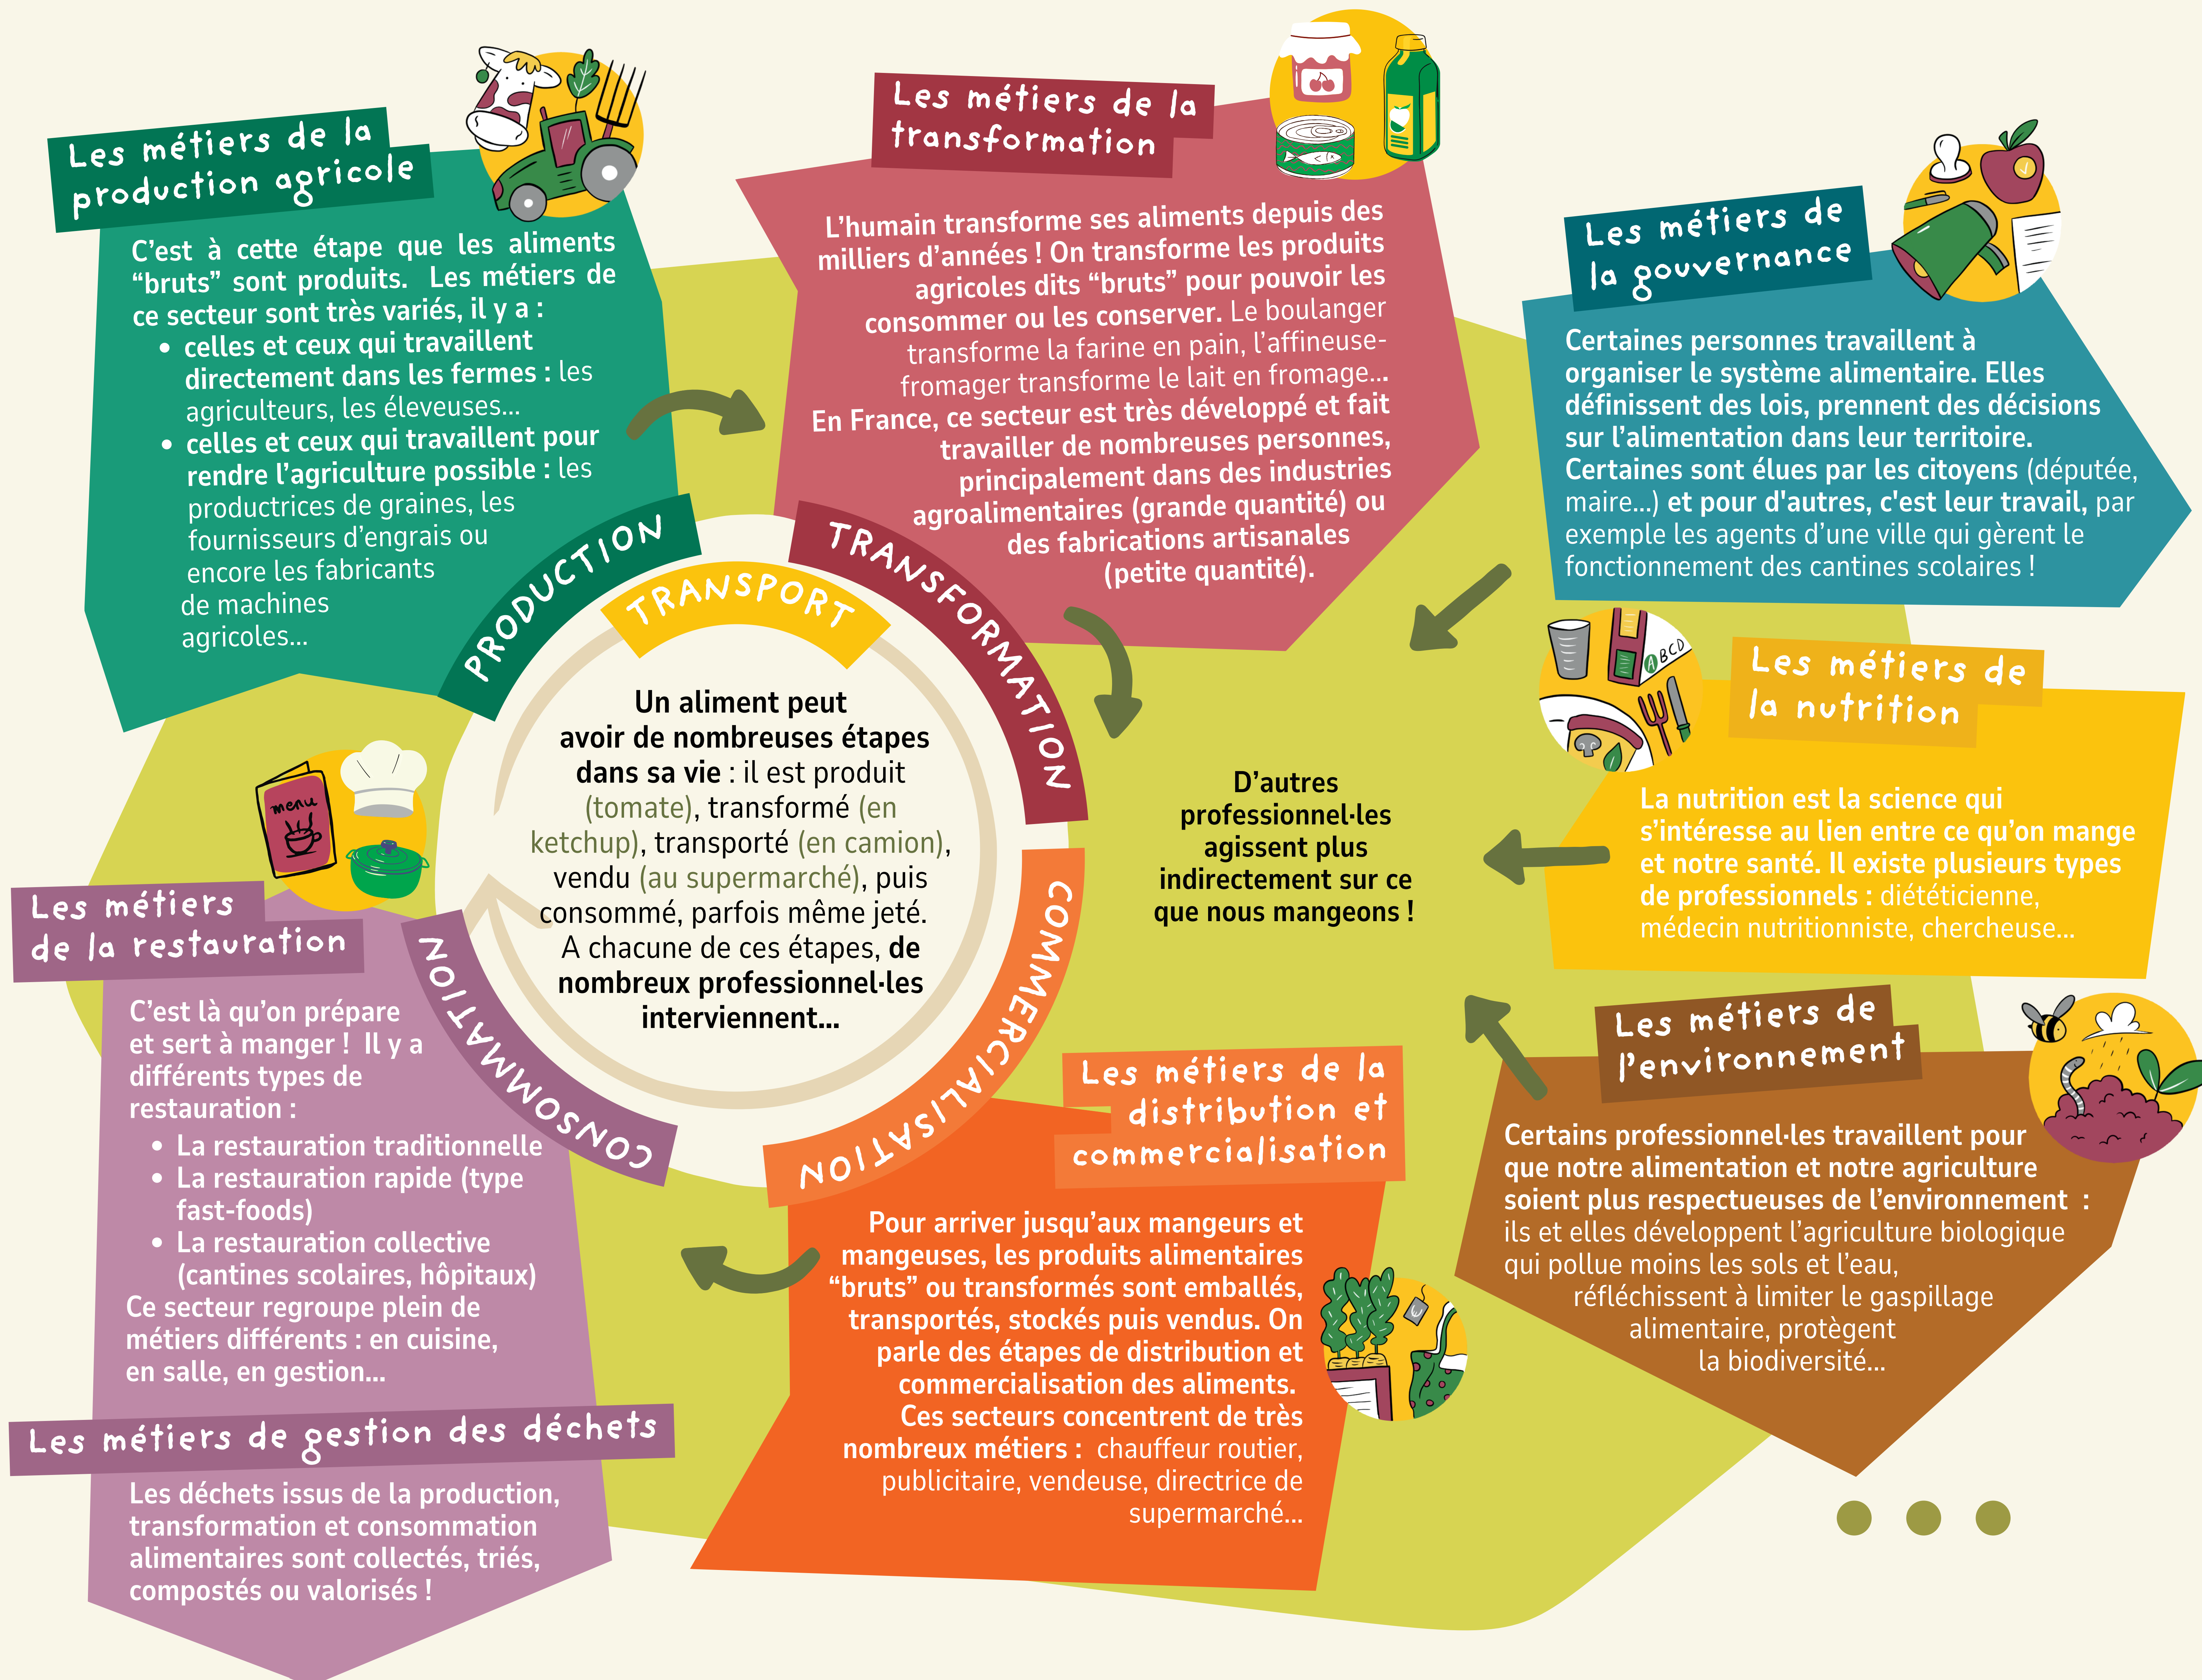 Les métiers de la
production agricole
C'est à cette étape que les aliments
“bruts” sont produits. Les métiers de
ce secteur sont très variés, il y a :
• celles et ceux qui travaillent
directement dans les fermes : les
agriculteurs, les éleveuses...
• celles et ceux qui travaillent pour
rendre l'agriculture possible : les
productrices de graines, les
fournisseurs d'engrais ou
encore les fabricants
de machines
agricoles...
Les métiers de la
transformation
L'humain transforme ses aliments depuis des
milliers d'années ! On transforme les produits
agricoles dits “bruts” pour pouvoir les
consommer ou les conserver. Le boulanger
transforme la farine en pain, l'affineuse-
fromager transforme le lait en fromage...
En France, ce secteur est très développé et fait
travailler de nombreuses personnes,
principalement dans des industries
agroalimentaires (grande quantité) ou
des fabrications artisanales
(petite quantité).
Les métiers de
la gouvernance
Certaines personnes travaillent à
organiser le système alimentaire. Elles
définissent des lois, prennent des décisions
sur l'alimentation dans leur territoire.
Certaines sont élues par les citoyens (députée,
maire...) et pour d'autres, c'est leur travail, par
exemple les agents d'une ville qui gèrent le
fonctionnement des cantines scolaires !
PRODUCTION
TRANSPORT
TRANSFORMATION
COMMERCIALISATION
CONSOMMATION
Un aliment peut
avoir de nombreuses étapes
dans sa vie : il est produit
(tomate), transformé (en
ketchup), transporté (en camion),
vendu (au supermarché), puis
consommé, parfois même jeté.
A chacune de ces étapes, de
nombreux professionnel·les
interviennent...
D'autres
professionnel·les
agissent plus
indirectement sur ce
que nous mangeons !
A B C D
Les métiers de
la nutrition
La nutrition est la science qui
s'intéresse au lien entre ce qu'on mange
et notre santé. Il existe plusieurs types
de professionnels : diététicienne,
médecin nutritionniste, chercheuse...
menu
Les métiers
de la restauration
C'est là qu'on prépare
et sert à manger ! Il y a
différents types de
restauration :
• La restauration traditionnelle
• La restauration rapide (type
fast-foods)
• La restauration collective
(cantines scolaires, hôpitaux)
Ce secteur regroupe plein de
métiers différents : en cuisine,
en salle, en gestion...
Les métiers de gestion des déchets
Les déchets issus de la production,
transformation et consommation
alimentaires sont collectés, triés,
compostés ou valorisés !
Les métiers de la
distribution et
commercialisation
Pour arriver jusqu'aux mangeurs et
mangeuses, les produits alimentaires
“bruts” ou transformés sont emballés,
transportés, stockés puis vendus. On
parle des étapes de distribution et
commercialisation des aliments.
Ces secteurs concentrent de très
nombreux métiers : chauffeur routier,
publicitaire, vendeuse, directrice de
supermarché...
€
Les métiers de
l'environnement
Certains professionnel·les travaillent pour
que notre alimentation et notre agriculture
soient plus respectueuses de l'environnement :
ils et elles développent l'agriculture biologique
qui pollue moins les sols et l'eau,
réfléchissent à limiter le gaspillage
alimentaire, protègent
la biodiversité...